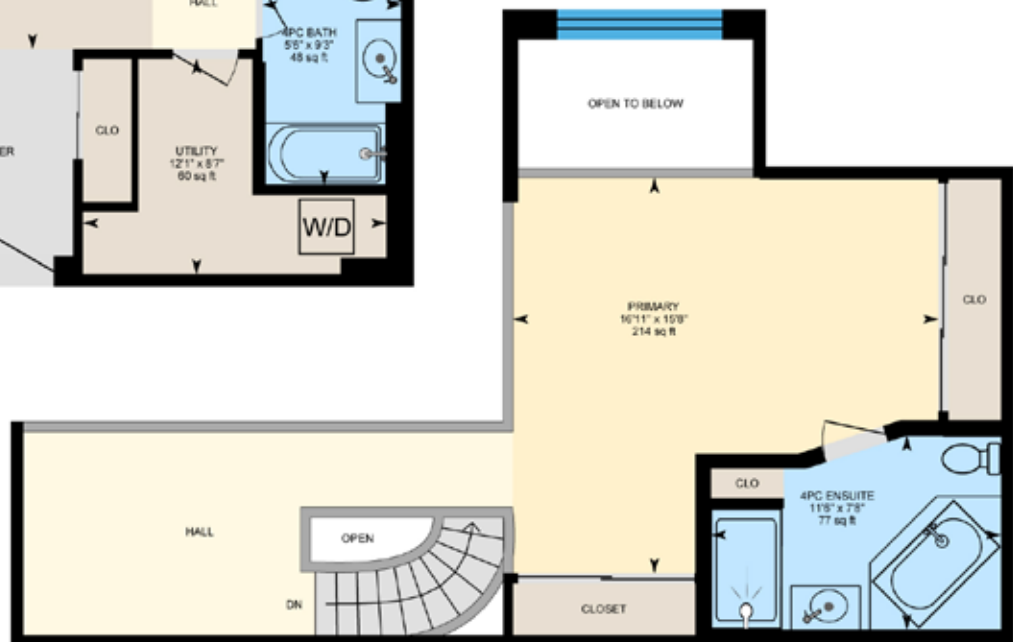 HALL
4PC BATH
5'5" x 9'3"
48 sq ft
CLO
ER
UTILITY
12'1" x 8'7"
60 sq ft
W/D
OPEN TO BELOW
PRIMARY
16'11" x 15'8"
214 sq ft
CLO
CLO
4PC ENSUITE
11'6" x 7'8"
77 sq ft
HALL
OPEN
DN
CLOSET